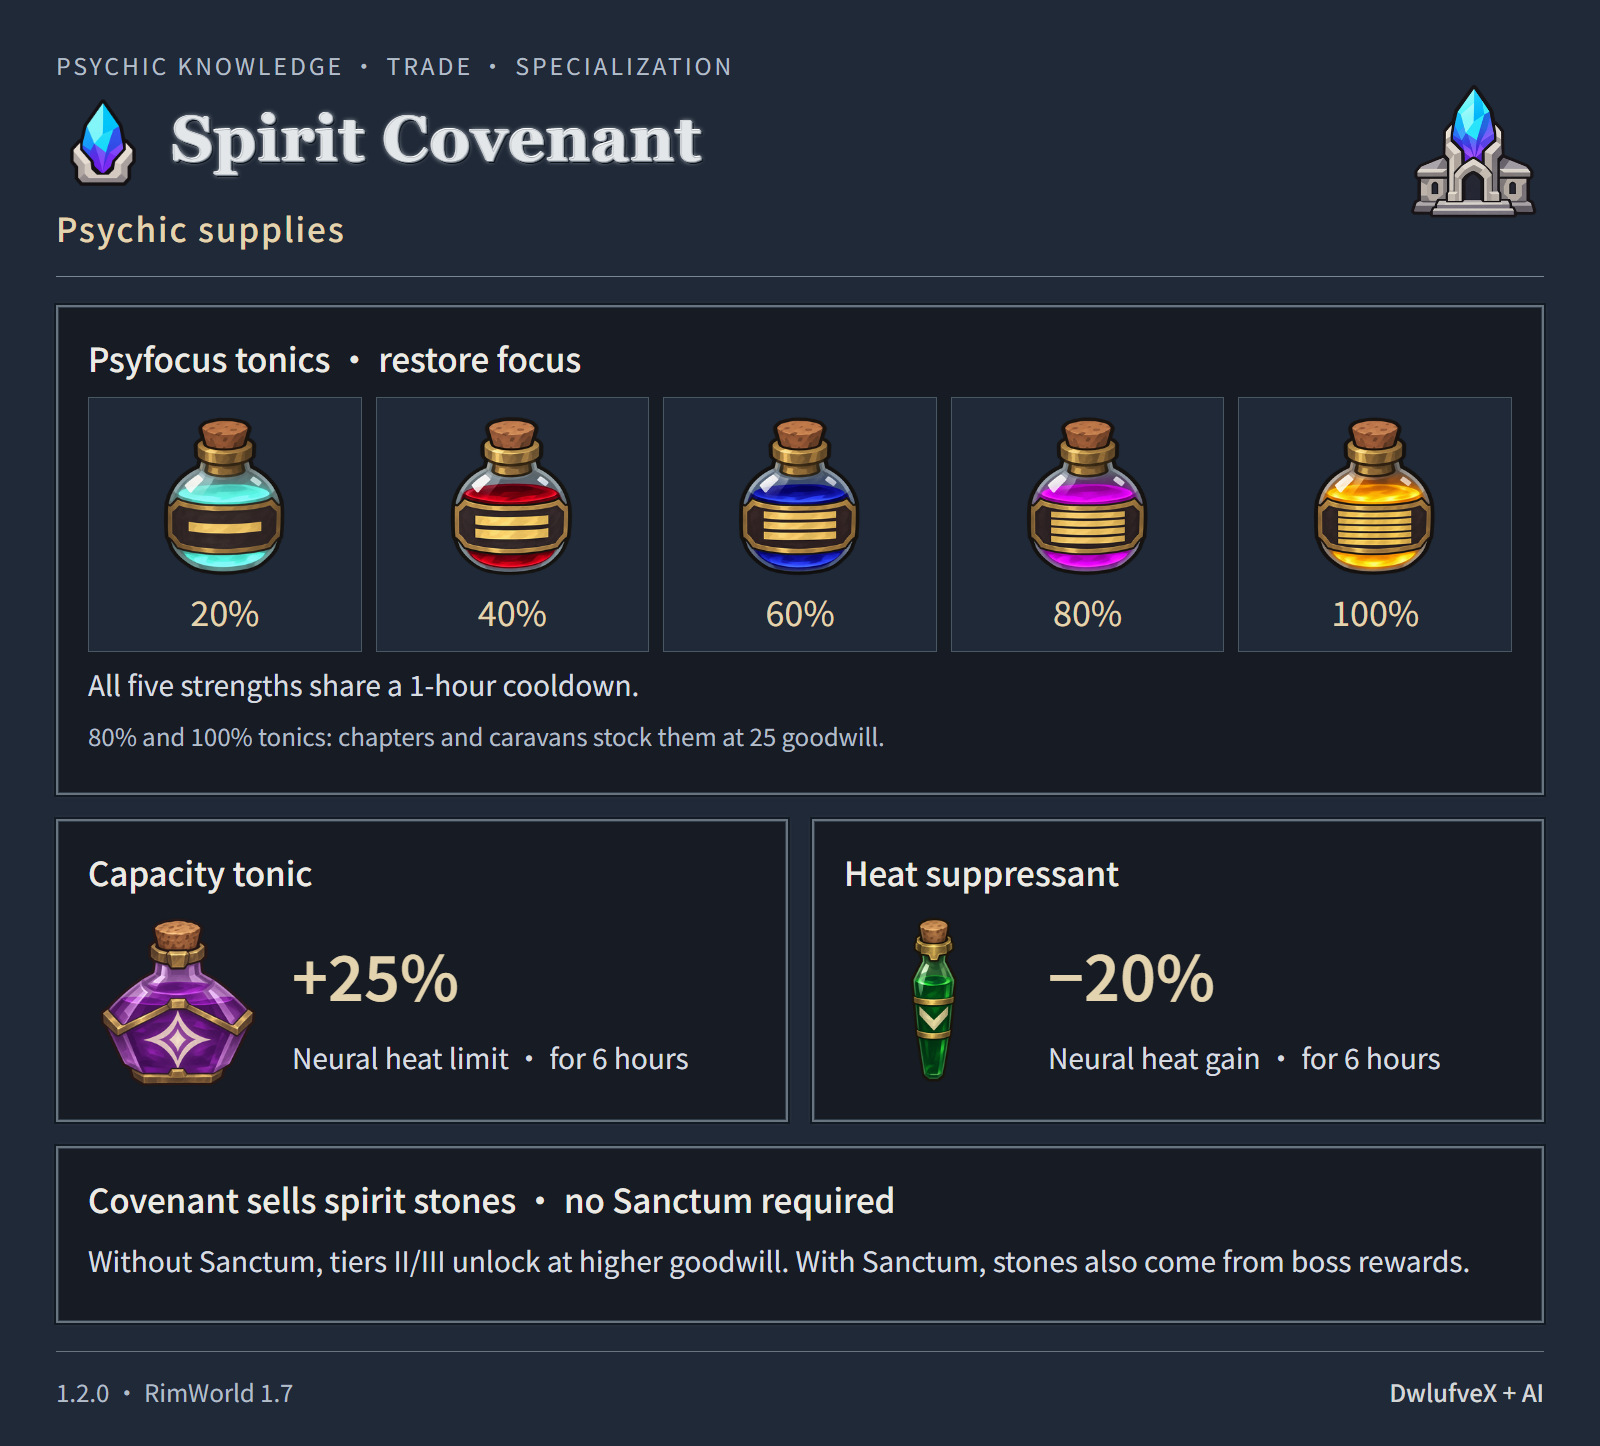 PSYCHIC KNOWLEDGE • TRADE • SPECIALIZATION
Spirit Covenant
Psychic supplies
Psyfocus tonics • restore focus
20%
40%
60%
80%
100%
All five strengths share a 1-hour cooldown.
80% and 100% tonics: chapters and caravans stock them at 25 goodwill.
Capacity tonic
+25%
Neural heat limit • for 6 hours
Heat suppressant
−20%
Neural heat gain • for 6 hours
Covenant sells spirit stones • no Sanctum required
Without Sanctum, tiers II/III unlock at higher goodwill. With Sanctum, stones also come from boss rewards.
1.2.0 • RimWorld 1.7
DwlufveX + AI